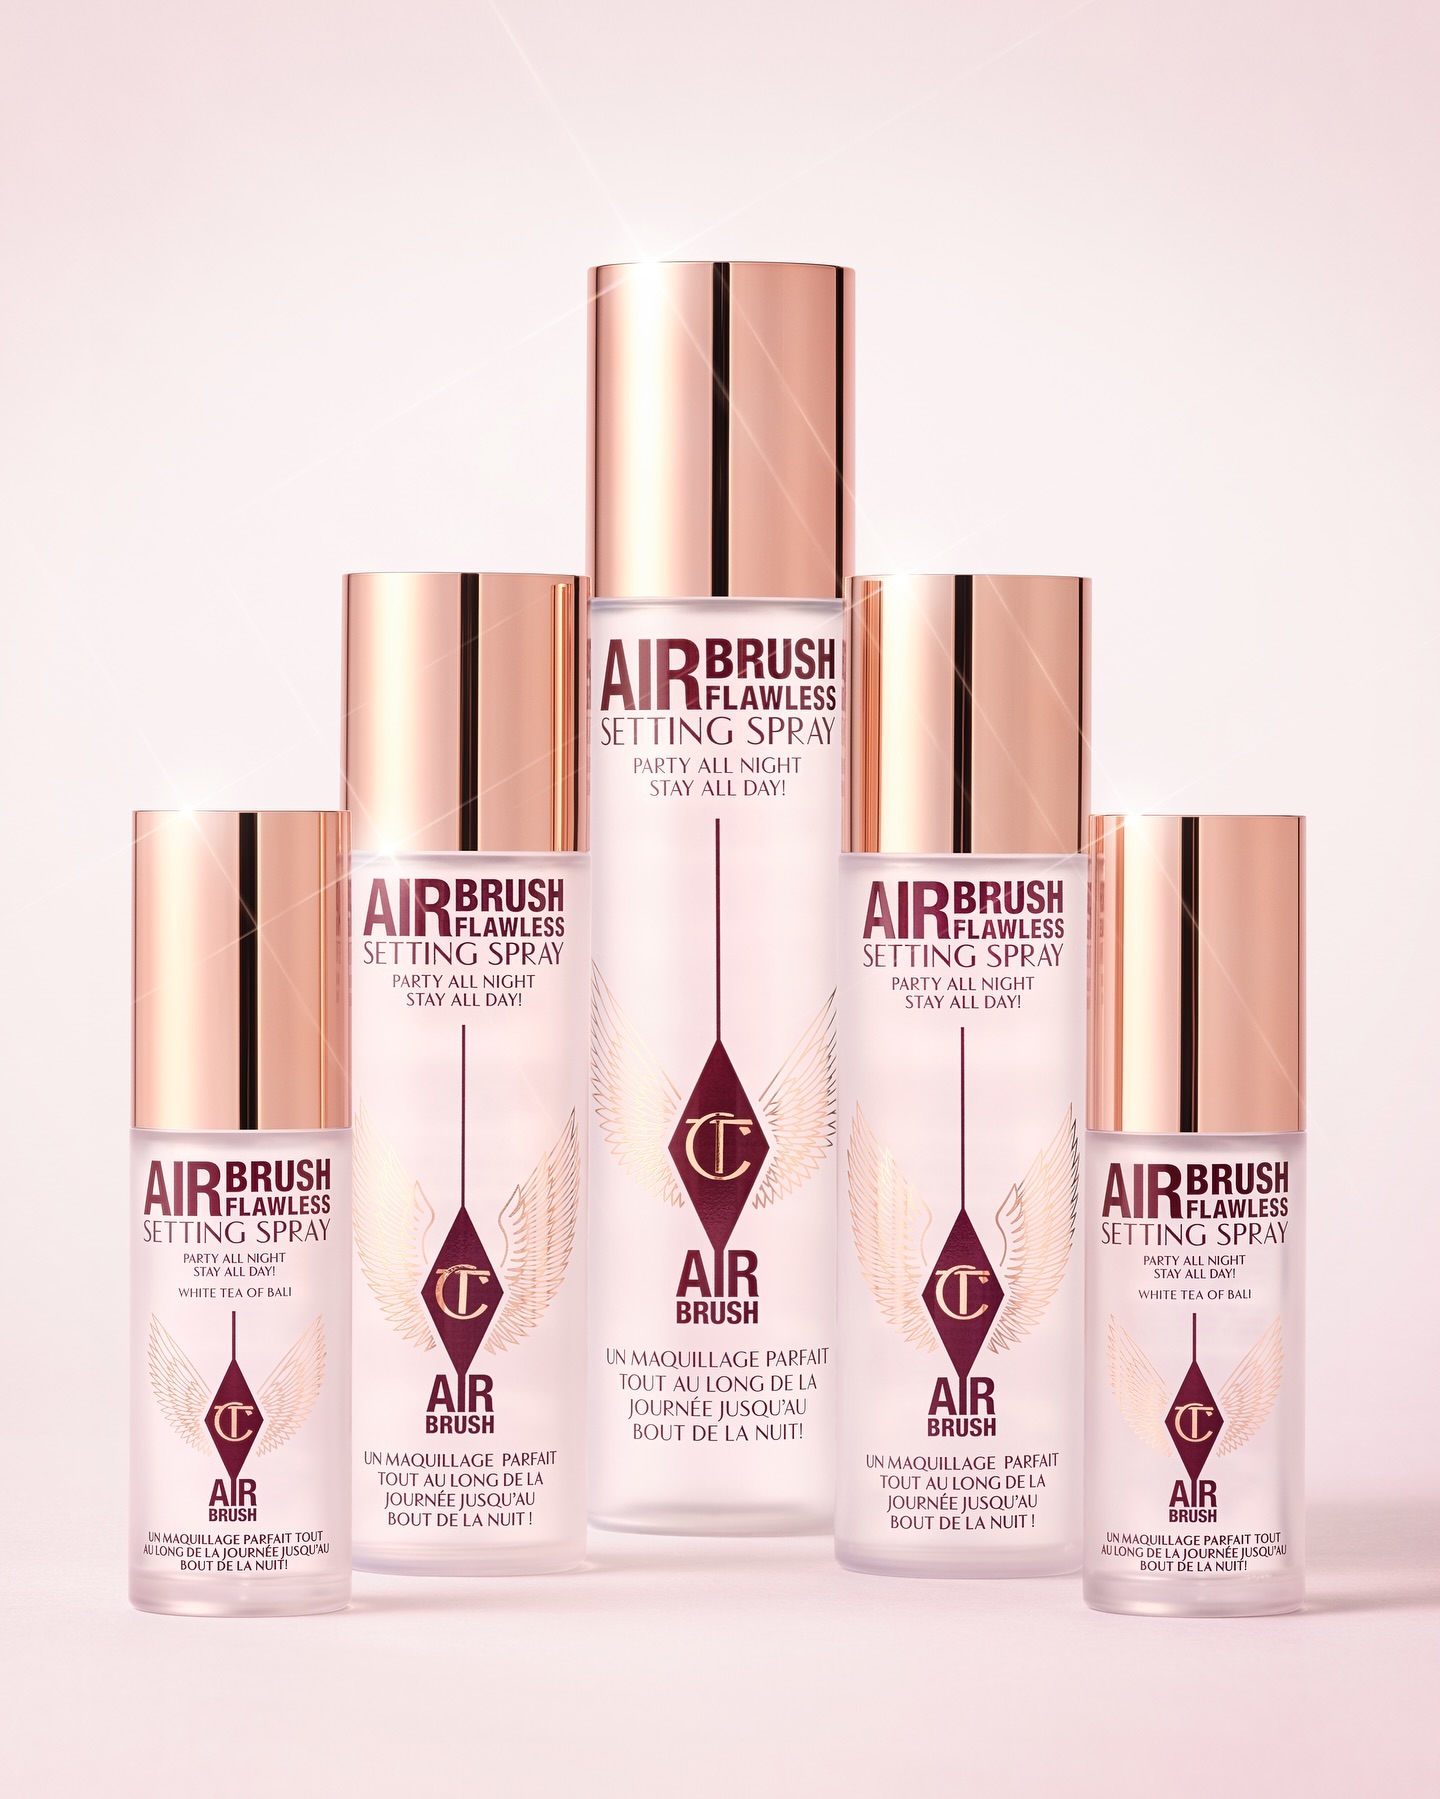 AIRBRUSH
FLAWLESS
SETTING SPRAY
PARTY ALL NIGHT
STAY ALL DAY!
WHITE TEA OF BALI
CT
AIR
BRUSH
UN MAQUILLAGE PARFAIT TOUT
AU LONG DE LA JOURNÉE JUSQU'AU
BOUT DE LA NUIT!
AIRBRUSH
FLAWLESS
SETTING SPRAY
PARTY ALL NIGHT
STAY ALL DAY!
CT
AIR
BRUSH
UN MAQUILLAGE PARFAIT
TOUT AU LONG DE LA
JOURNÉE JUSQU'AU
BOUT DE LA NUIT !
AIRBRUSH
FLAWLESS
SETTING SPRAY
PARTY ALL NIGHT
STAY ALL DAY!
CT
AIR
BRUSH
UN MAQUILLAGE PARFAIT
TOUT AU LONG DE LA
JOURNÉE JUSQU'AU
BOUT DE LA NUIT!
AIRBRUSH
FLAWLESS
SETTING SPRAY
PARTY ALL NIGHT
STAY ALL DAY!
CT
AIR
BRUSH
UN MAQUILLAGE PARFAIT
TOUT AU LONG DE LA
JOURNÉE JUSQU'AU
BOUT DE LA NUIT !
AIRBRUSH
FLAWLESS
SETTING SPRAY
PARTY ALL NIGHT
STAY ALL DAY!
WHITE TEA OF BALI
CT
AIR
BRUSH
UN MAQUILLAGE PARFAIT TOUT
AU LONG DE LA JOURNÉE JUSQU'AU
BOUT DE LA NUIT!